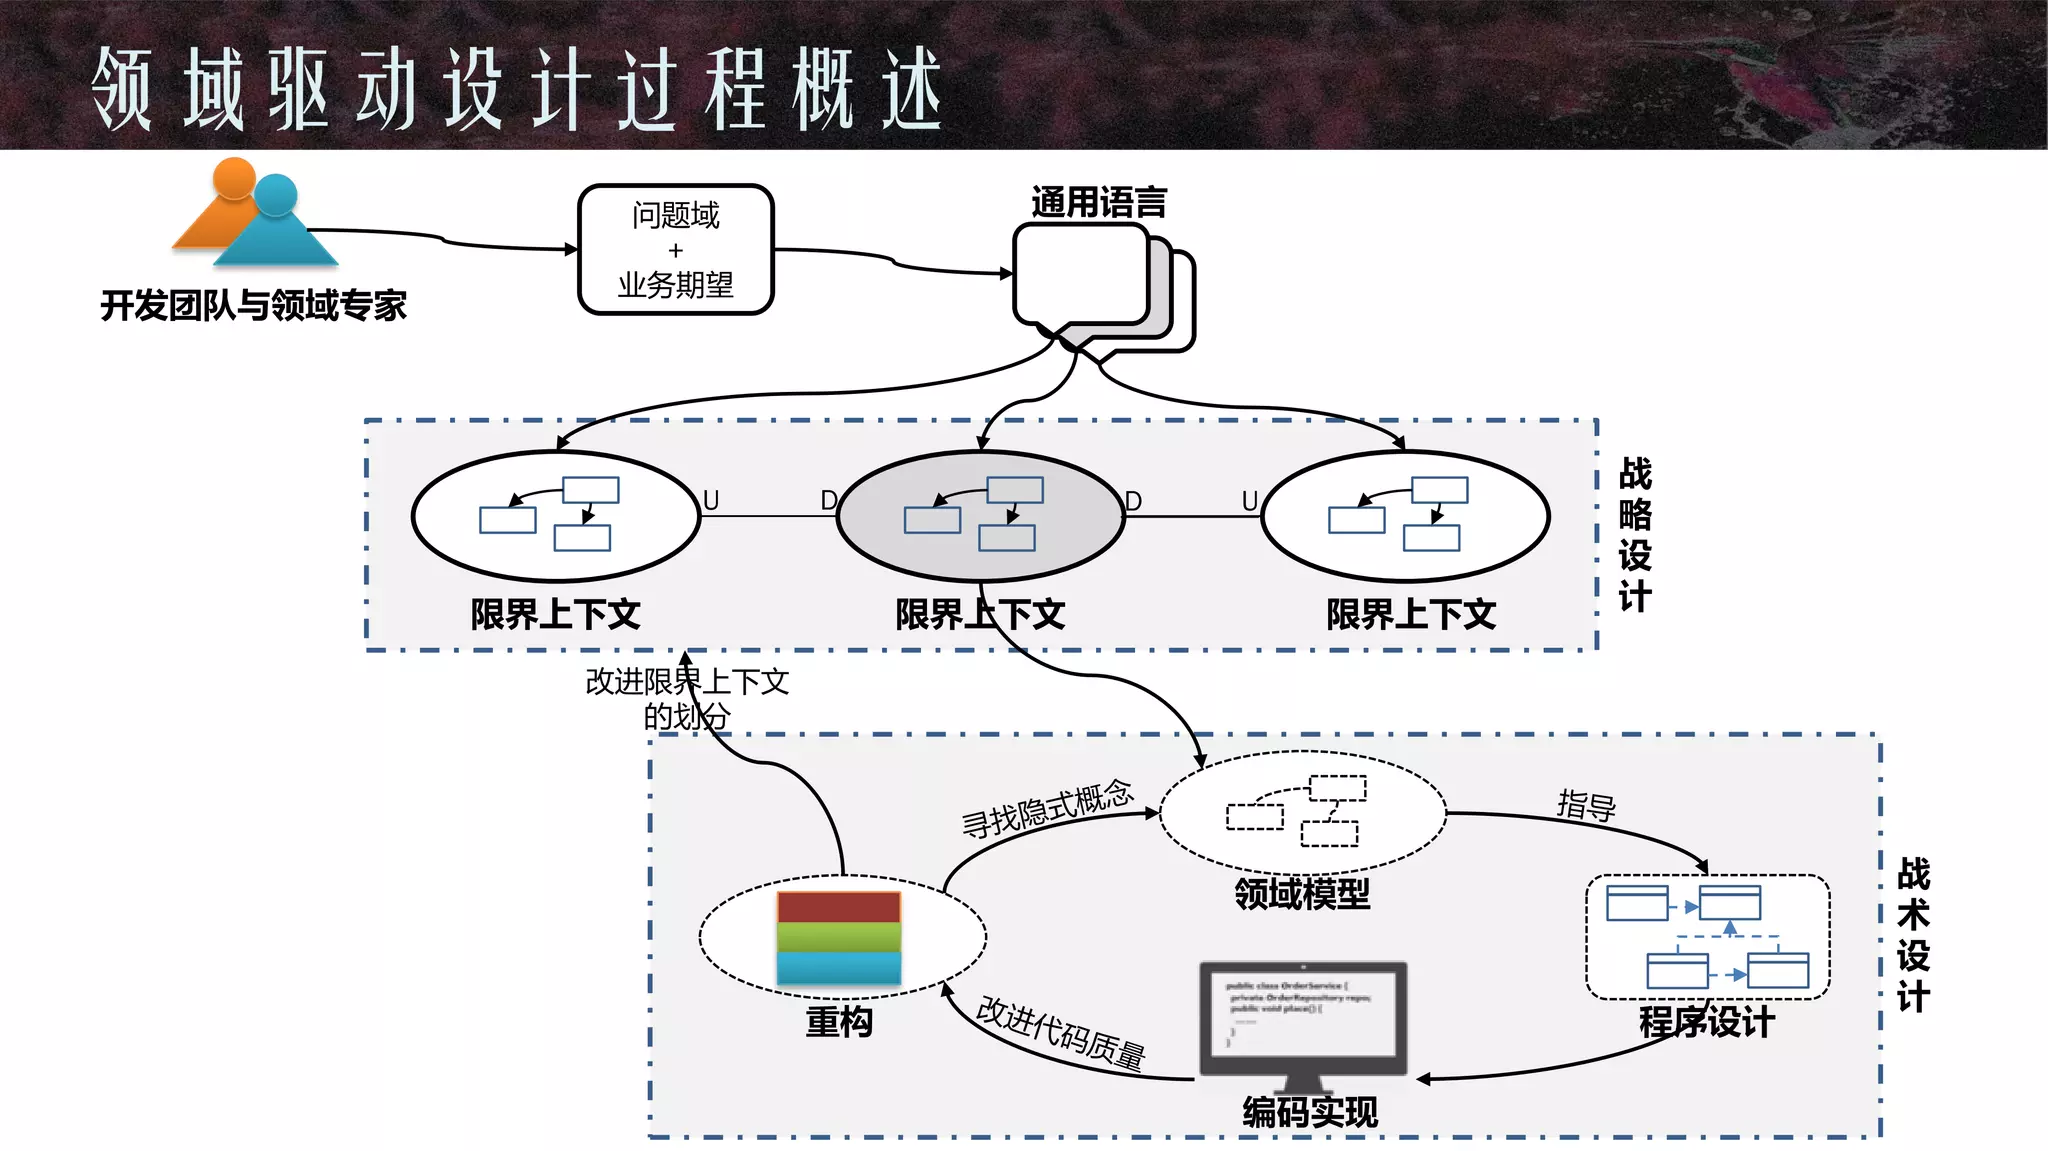 领域驱动设计过程概述
开发团队与领域专家
问题域
+
业务期望
通用语言
U
D
D
U
限界上下文
限界上下文
限界上下文
战略设计
改进限界上下文
的划分
寻找隐式概念
指导
领域模型
重构
改进代码质量
public class OrderService {
private OrderRepository repo;
public void place() {
......
}
}
编码实现
程序设计
战术设计